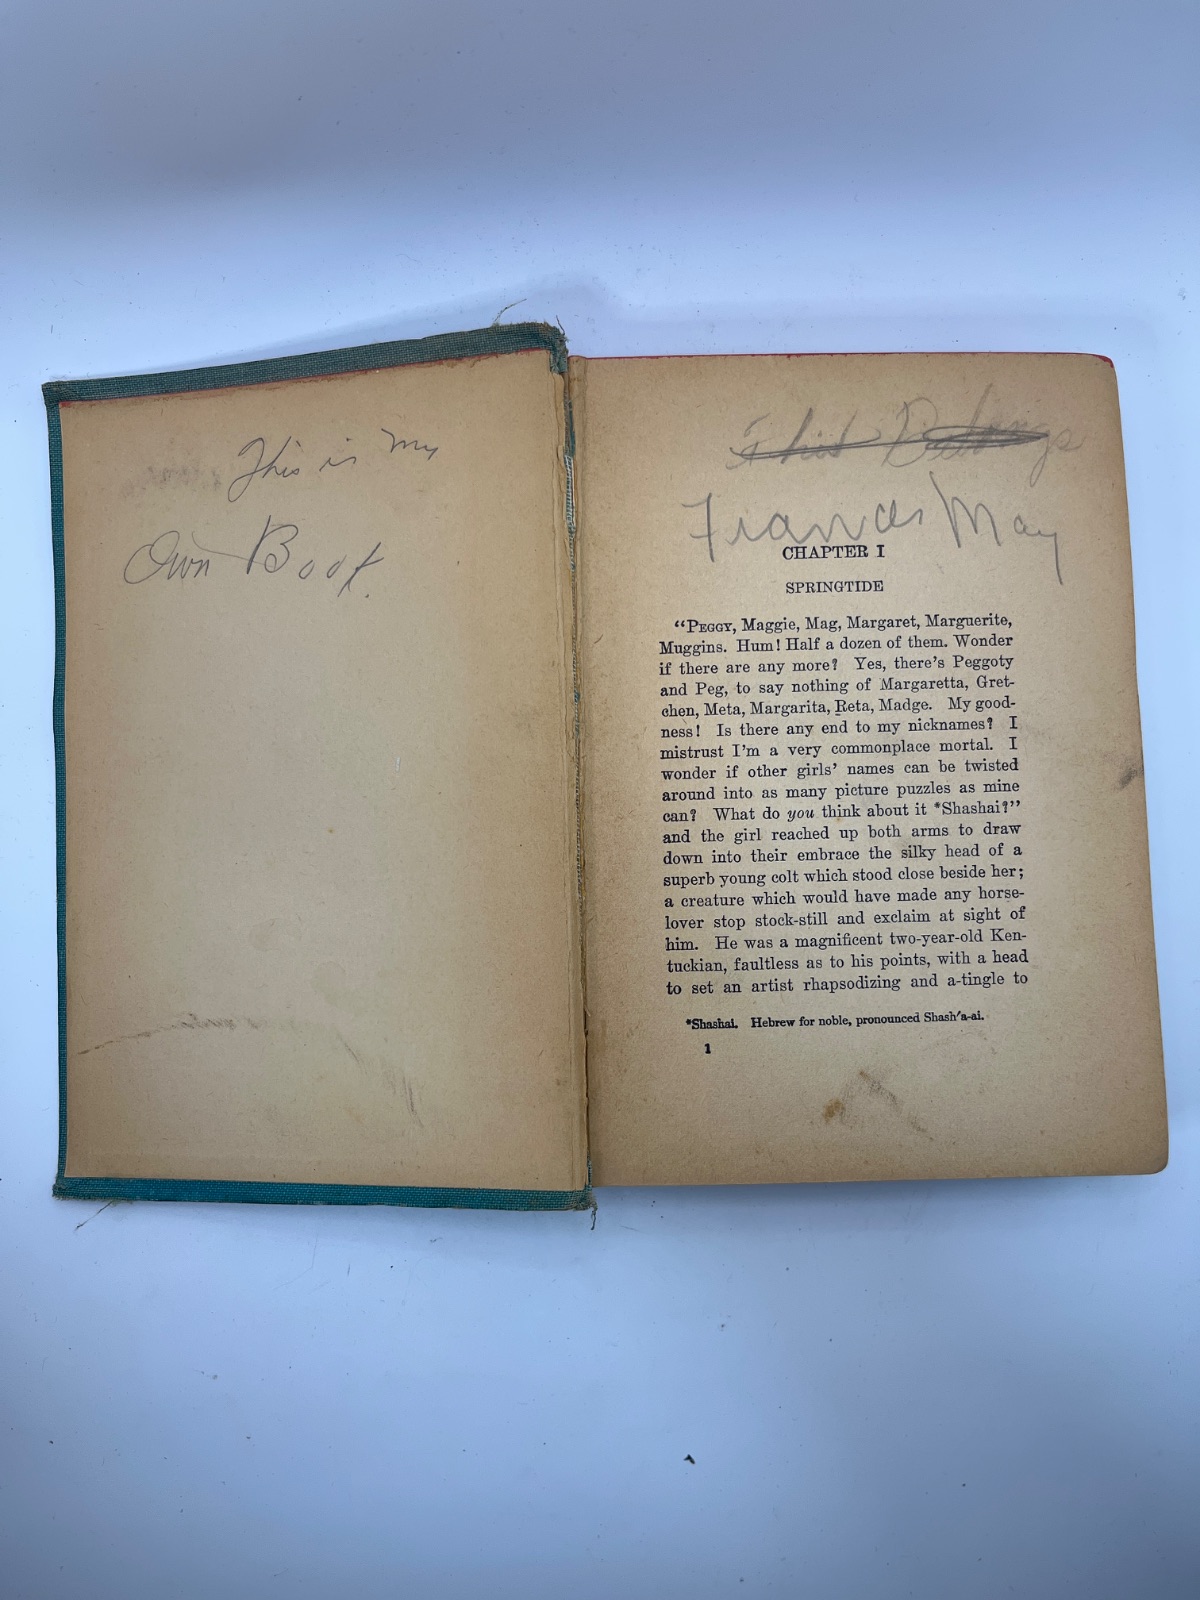 This is My
Own Book.
This Belongs
Frances May
CHAPTER I
SPRINGTIDE
“PEGGY, Maggie, Mag, Margaret, Marguerite,
Muggins. Hum! Half a dozen of them. Wonder
if there are any more? Yes, there’s Peggoty
and Peg, to say nothing of Margaretta, Gret-
chen, Meta, Margarita, Reta, Madge. My good-
ness! Is there any end to my nicknames? I
mistrust I’m a very commonplace mortal. I
wonder if other girls’ names can be twisted
around into as many picture puzzles as mine
can? What do you think about it *Shashai?”
and the girl reached up both arms to draw
down into their embrace the silky head of a
superb young colt which stood close beside her;
a creature which would have made any horse-
lover stop stock-still and exclaim at sight of
him. He was a magnificent two-year-old Ken-
tuckian, faultless as to his points, with a head
to set an artist rhapsodizing and a-tingle to
*Shashai. Hebrew for noble, pronounced Shash’a-ai.
1